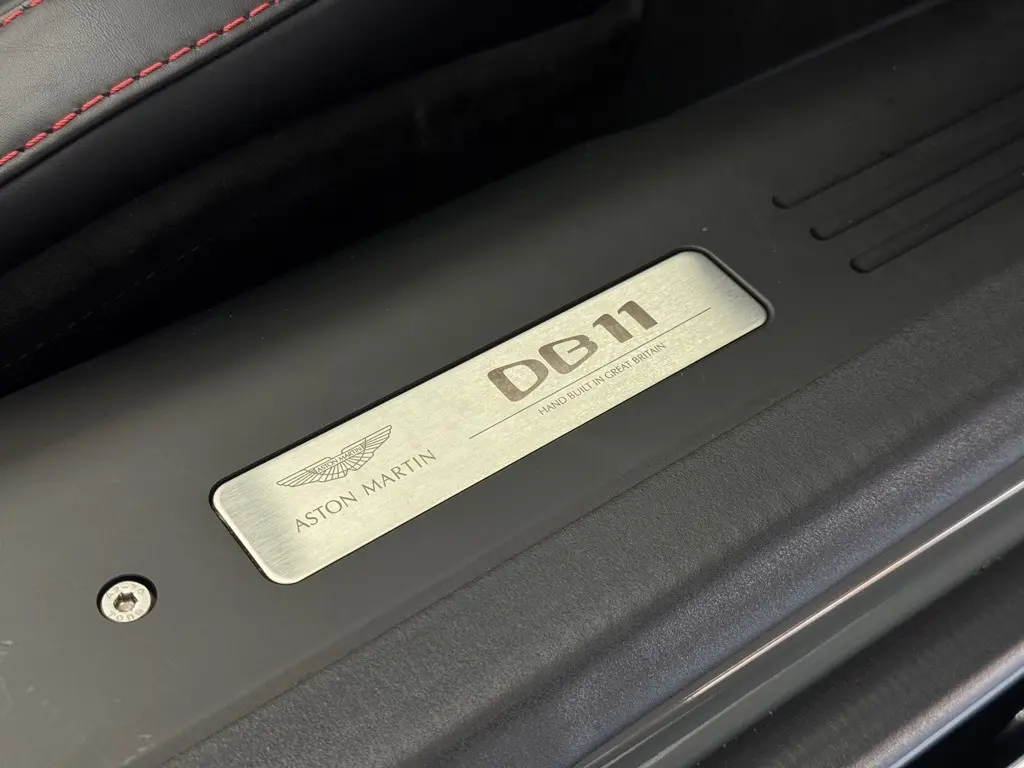 ASTON MARTIN
ASTON MARTIN
DB11
HAND BUILT IN GREAT BRITAIN